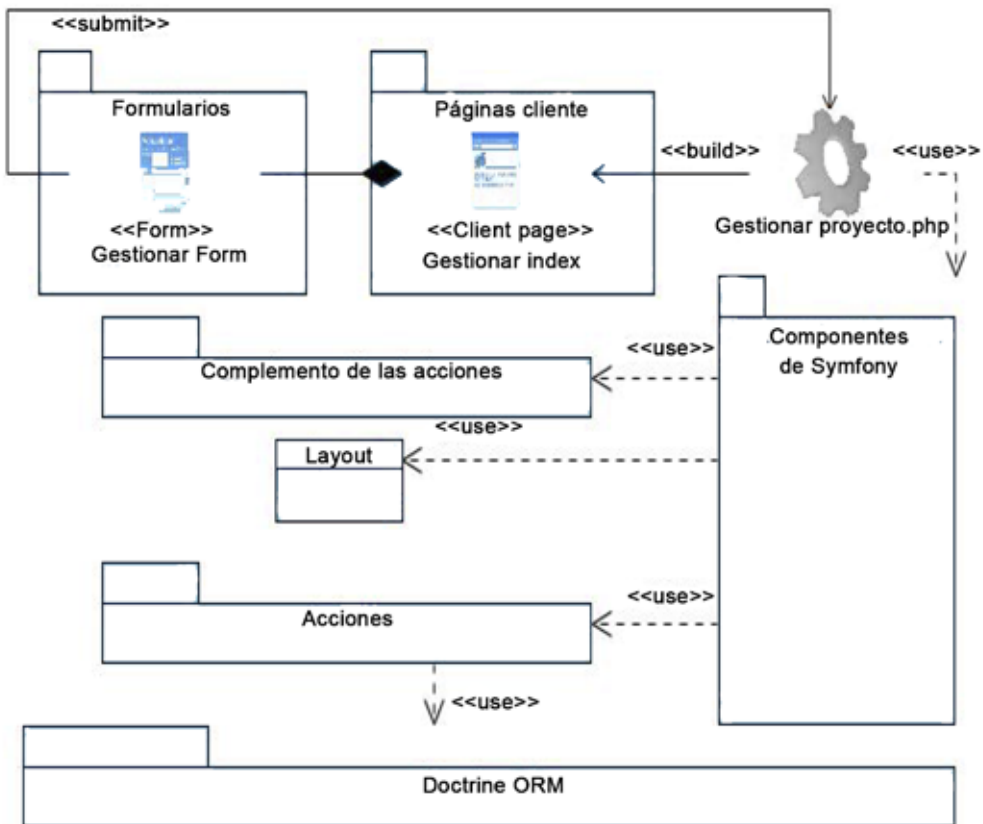 <<submit>>
Formularios
<<Form>>
Gestionar Form
Páginas cliente
<<Client page>>
Gestionar index
<<build>>
<<use>>
Gestionar proyecto.php
Componentes
de Symfony
<<use>>
Complemento de las acciones
<<use>>
Layout
<<use>>
Acciones
<<use>>
Doctrine ORM